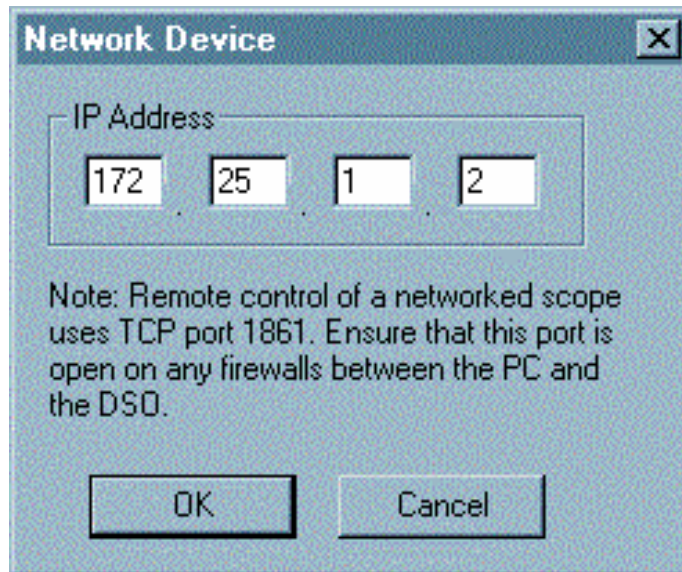 Network Device
IP Address
172 . 25 . 1 . 2
Note: Remote control of a networked scope
uses TCP port 1861. Ensure that this port is
open on any firewalls between the PC and
the DSO.
OK Cancel